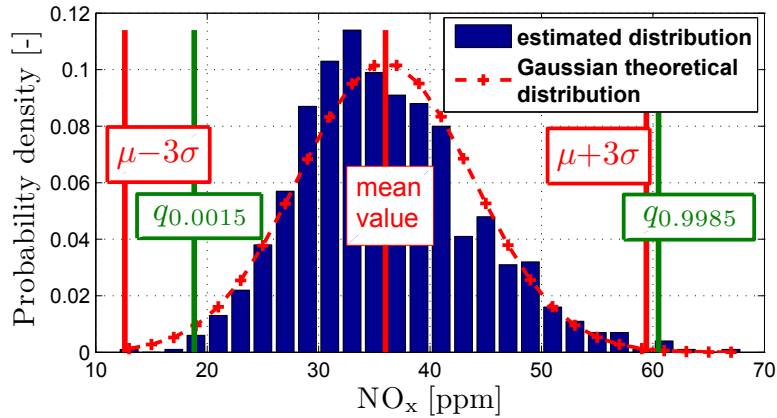 0.12
0.1
0.08
0.06
0.04
0.02
0
Probability density [-]
estimated distribution
Gaussian theoretical
distribution
μ−3σ
q0.0015
mean
value
μ+3σ
q0.9985
10 20 30 40 50 60 70
NOx [ppm]